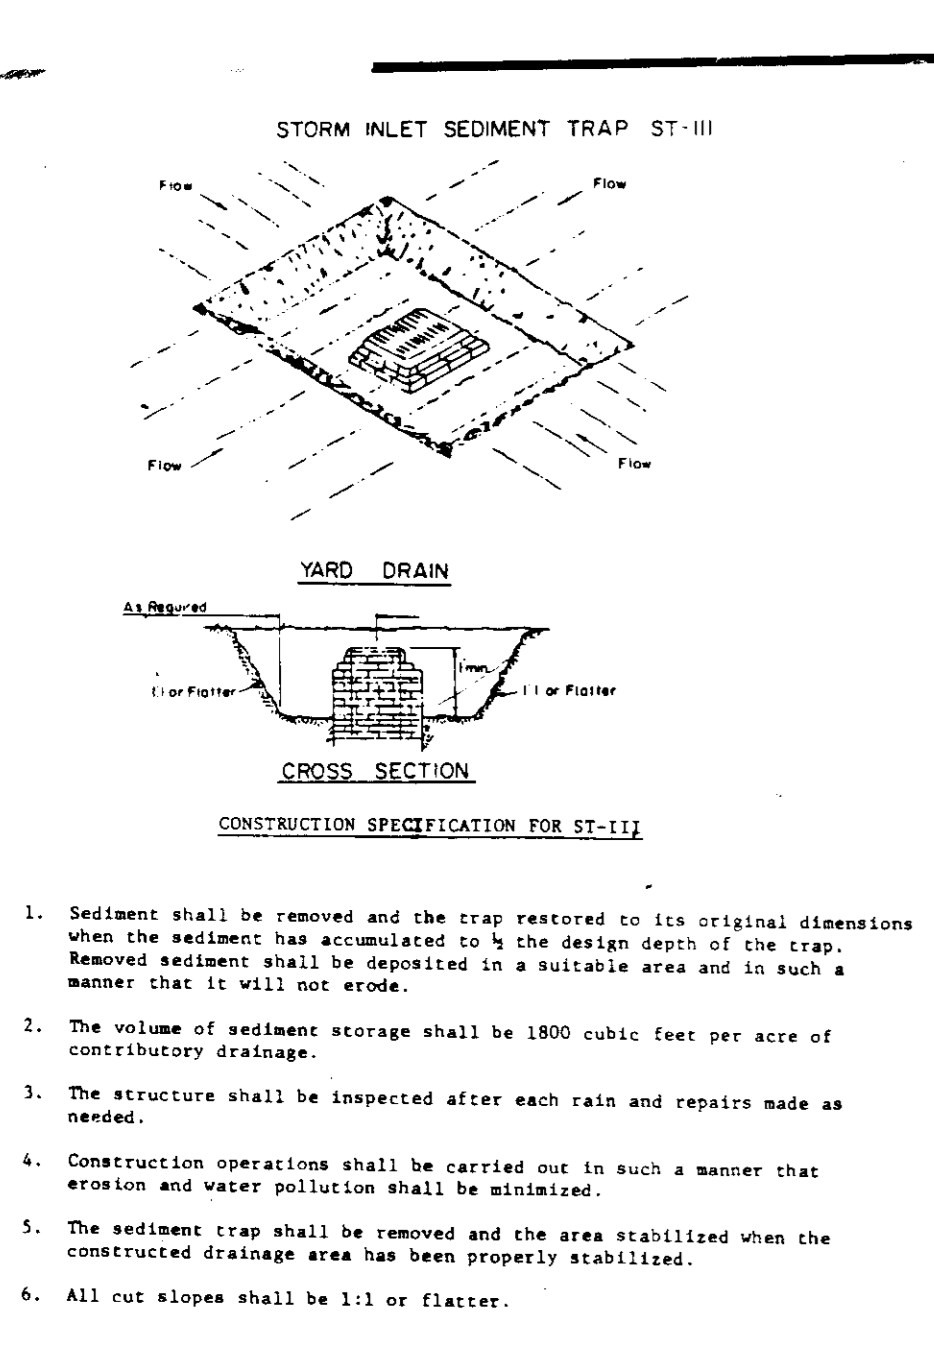 STORM INLET SEDIMENT TRAP ST-III
Flow
Flow
Flow
Flow
YARD DRAIN
As Required
1' min.
1:1 or Flatter
1:1 or Flatter
CROSS SECTION
CONSTRUCTION SPECIFICATION FOR ST-III
1. Sediment shall be removed and the trap restored to its original dimensions
when the sediment has accumulated to ½ the design depth of the trap.
Removed sediment shall be deposited in a suitable area and in such a
manner that it will not erode.
2. The volume of sediment storage shall be 1800 cubic feet per acre of
contributory drainage.
3. The structure shall be inspected after each rain and repairs made as
needed.
4. Construction operations shall be carried out in such a manner that
erosion and water pollution shall be minimized.
5. The sediment trap shall be removed and the area stabilized when the
constructed drainage area has been properly stabilized.
6. All cut slopes shall be 1:1 or flatter.